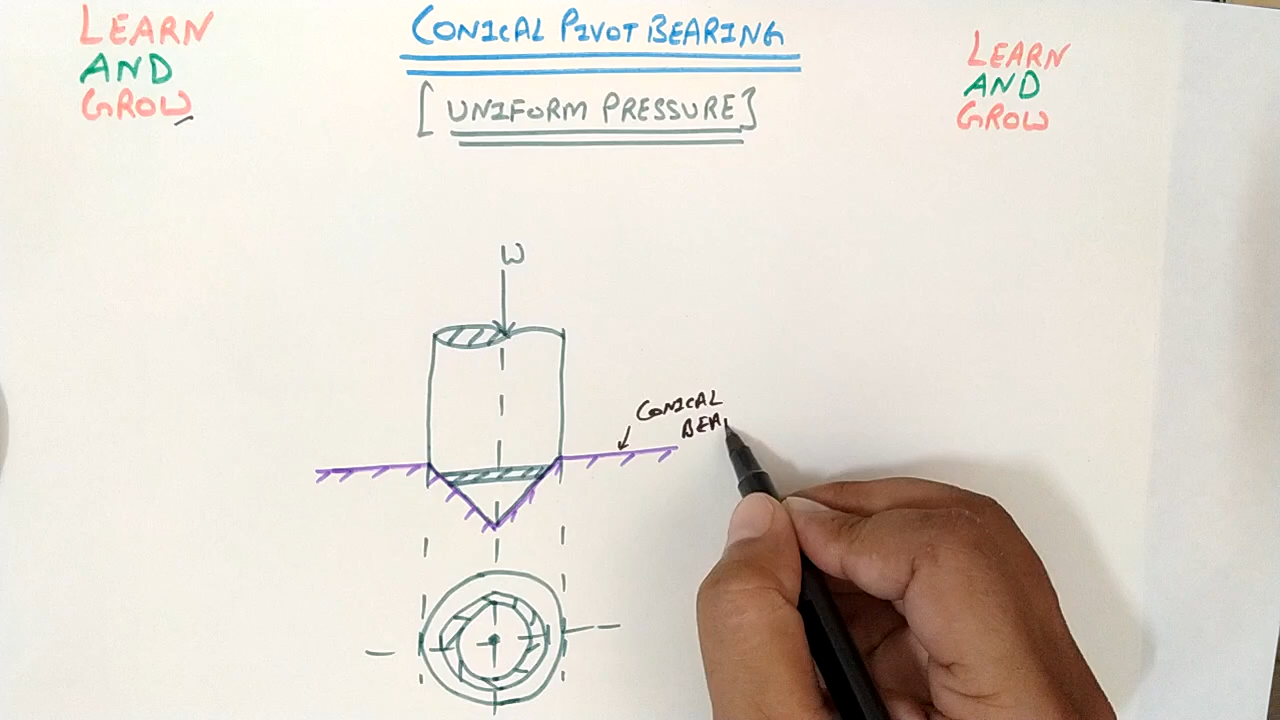 LEARN
AND
GROW
CONICAL PIVOT BEARING
[UNIFORM PRESSURE]
LEARN
AND
GROW
W
CONICAL
BEA